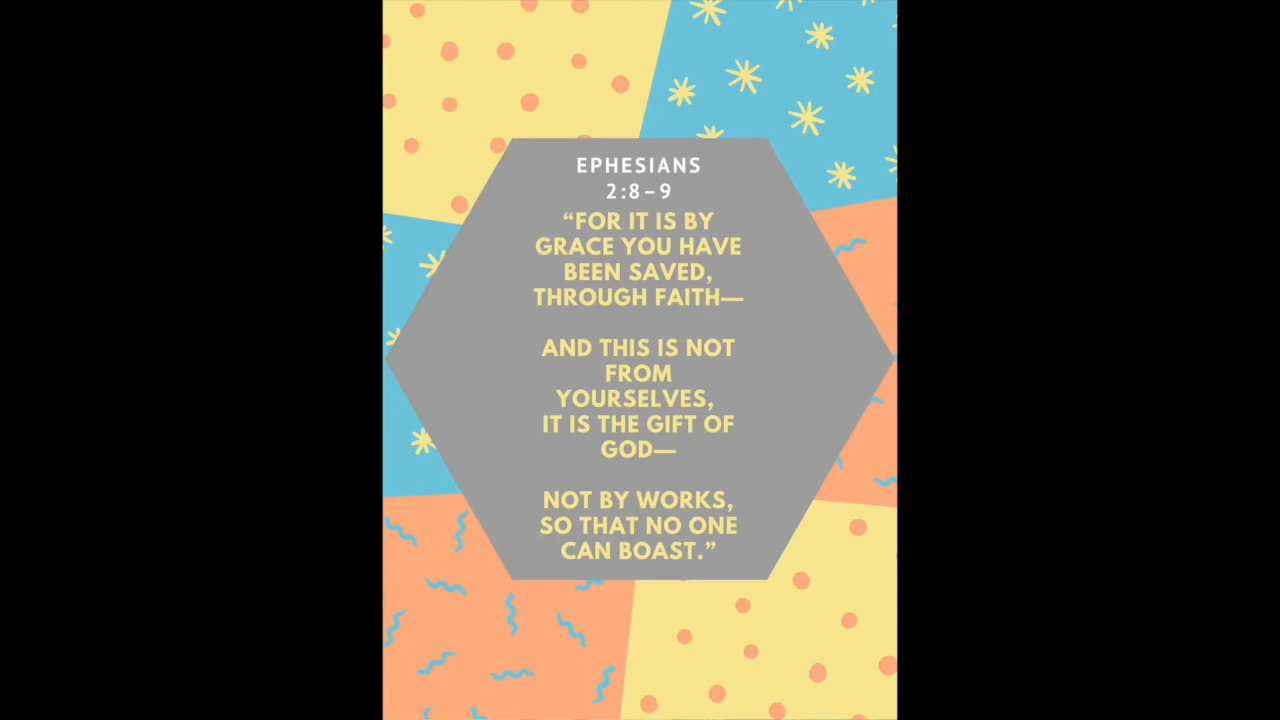 EPHESIANS
2:8–9
“FOR IT IS BY
GRACE YOU HAVE
BEEN SAVED,
THROUGH FAITH—
AND THIS IS NOT
FROM
YOURSELVES,
IT IS THE GIFT OF
GOD—
NOT BY WORKS,
SO THAT NO ONE
CAN BOAST.”